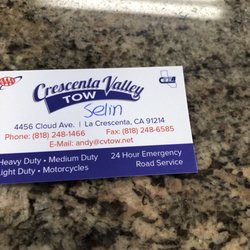 AAA
Crescenta Valley
TOW
Selin
4456 Cloud Ave. | La Crescenta, CA 91214
Phone: (818) 248-1466 Fax: (818) 248-6585
E-Mail: andy@cvtow.net
Heavy Duty • Medium Duty
Light Duty • Motorcycles
24 Hour Emergency
Road Service